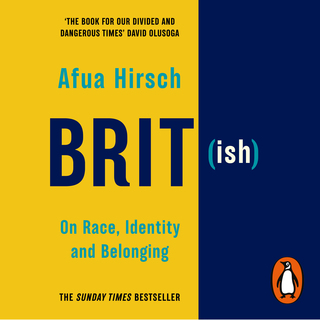 ‘THE BOOK FOR OUR DIVIDED AND
DANGEROUS TIMES’ DAVID OLUSOGA
Afua Hirsch
BRIT(ish)
On Race, Identity
and Belonging
THE SUNDAY TIMES BESTSELLER